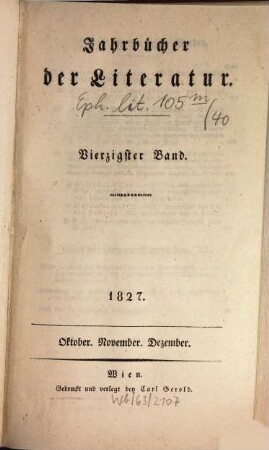 Jahrbücher
der Literatur.
Eph. lit. 105 m/40
Vierzigster Band.
1827.
Oktober. November. Dezember.
Wien.
Gedruckt und verlegt bey Carl Gerold.